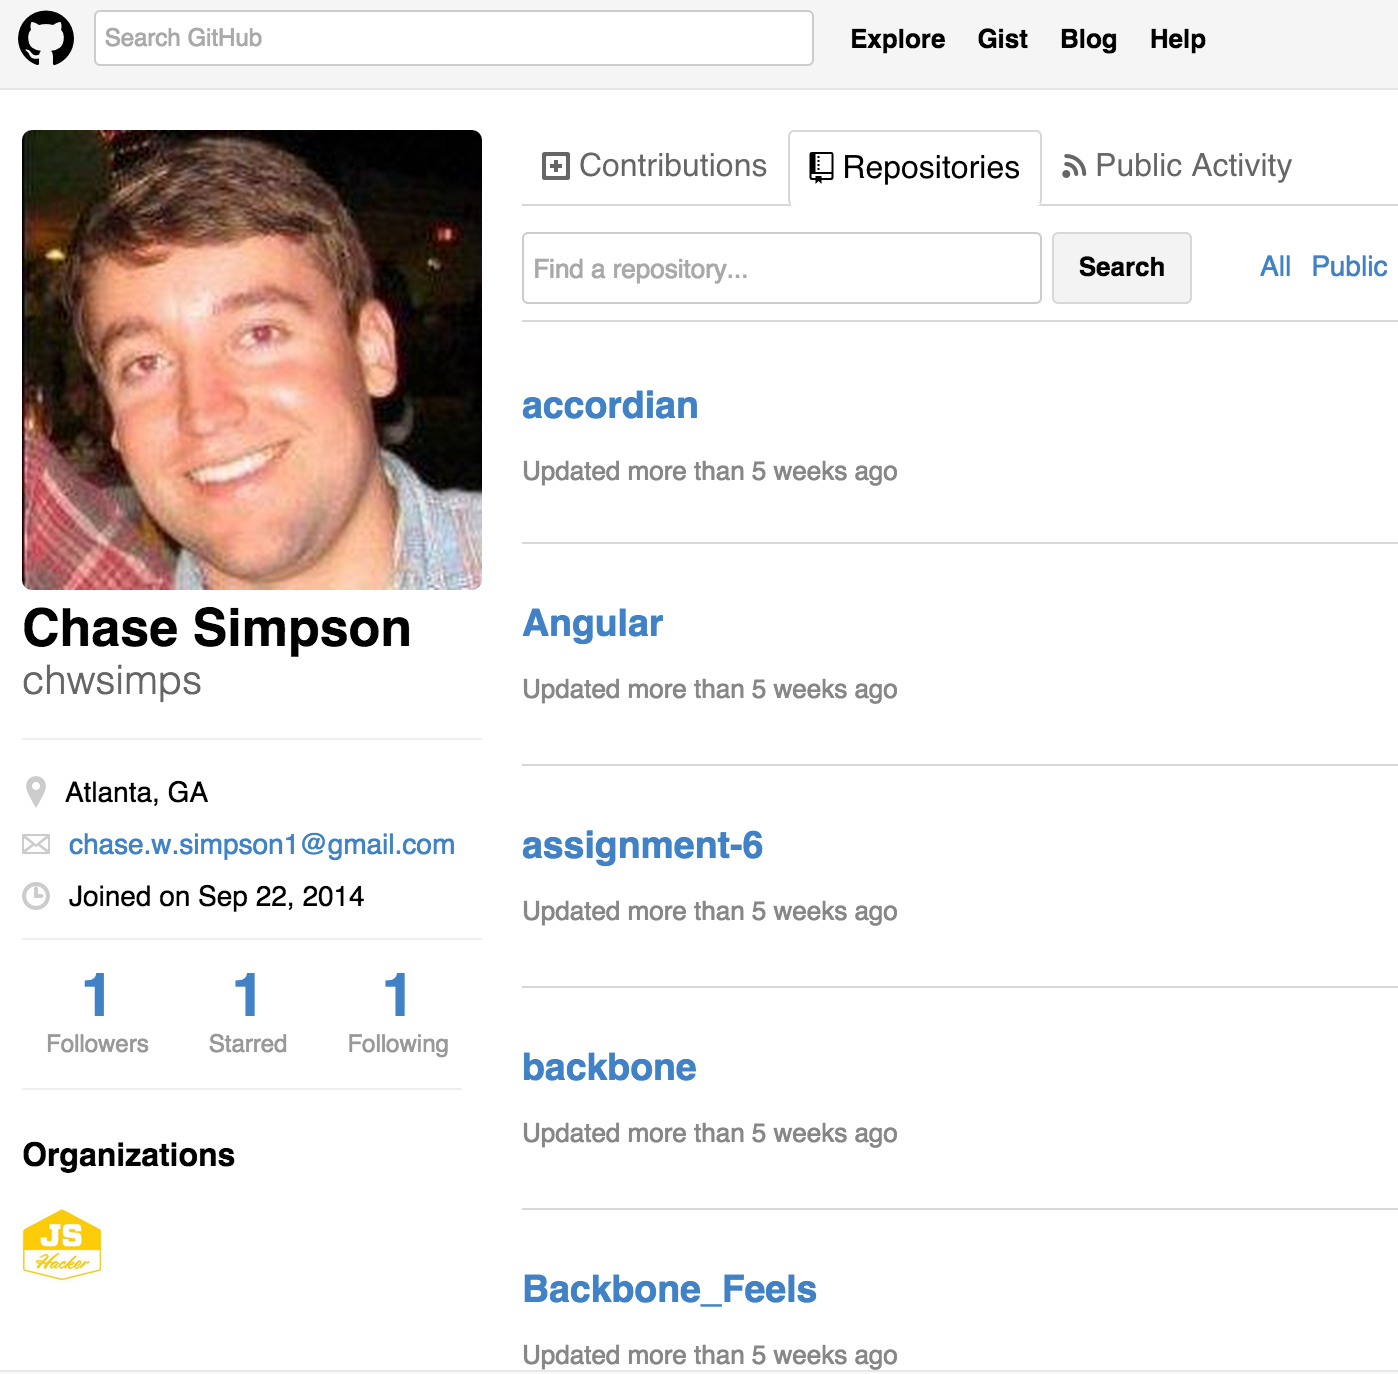 Search GitHub
Explore Gist Blog Help
Contributions Repositories Public Activity
Find a repository... Search All Public
accordian
Updated more than 5 weeks ago
Angular
Updated more than 5 weeks ago
assignment-6
Updated more than 5 weeks ago
backbone
Updated more than 5 weeks ago
Backbone_Feels
Updated more than 5 weeks ago
Chase Simpson
chwsimps
Atlanta, GA
chase.w.simpson1@gmail.com
Joined on Sep 22, 2014
1 1 1
Followers Starred Following
Organizations
JS
Hacker